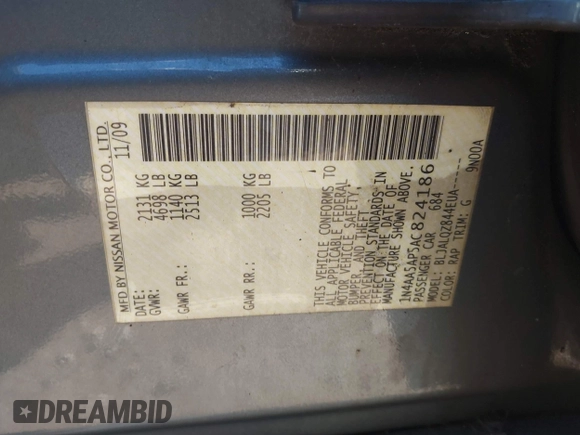 MFD BY NISSAN MOTOR CO., LTD.
DATE: 11/09
GVWR: 2131 KG
4698 LB
GAWR FR.: 1140 KG
2513 LB
GAWR RR.: 1000 KG
2205 LB
THIS VEHICLE CONFORMS TO
ALL APPLICABLE FEDERAL
MOTOR VEHICLE SAFETY,
BUMPER, AND THEFT
PREVENTION STANDARDS IN
EFFECT ON THE DATE OF
MANUFACTURE SHOWN ABOVE.
1N4AA5AP5AC824186
PASSENGER CAR 684
MODEL: BLJALQZ844EUA-----
COLOR: RAP TRIM: G 9N00A
DREAMBID